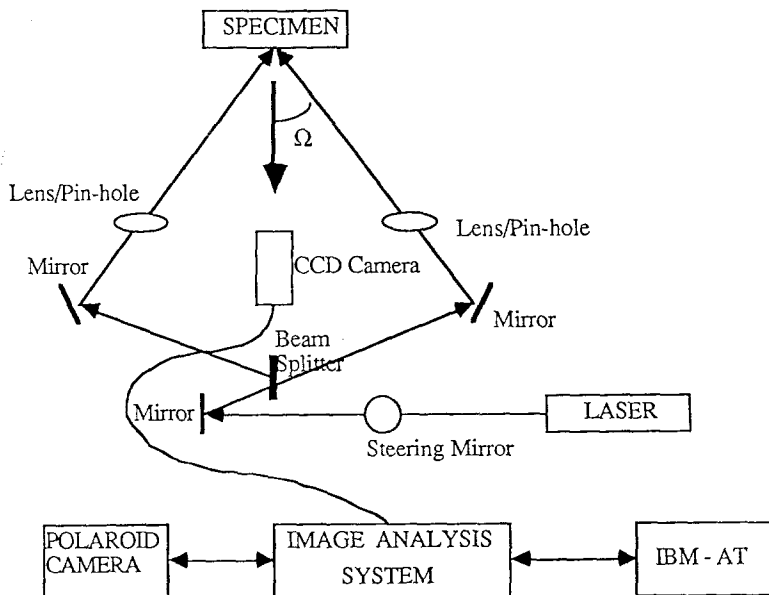 SPECIMEN
Ω
Lens/Pin-hole
Lens/Pin-hole
Mirror
CCD Camera
Mirror
Beam
Splitter
Mirror
LASER
Steering Mirror
POLAROID
CAMERA
IMAGE ANALYSIS
SYSTEM
IBM - AT